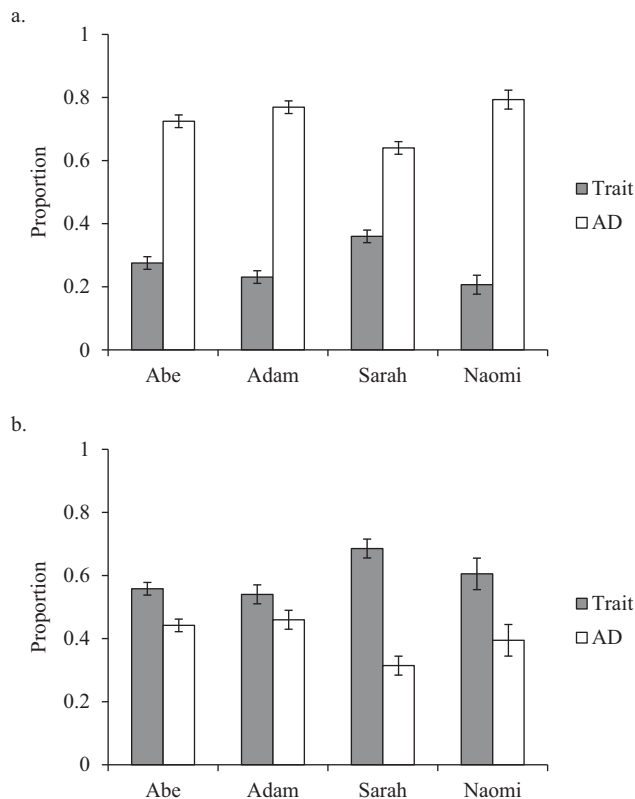 a.
1
0.8
0.6
0.4
0.2
0
Proportion
Abe Adam Sarah Naomi
Trait
AD
b.
1
0.8
0.6
0.4
0.2
0
Proportion
Abe Adam Sarah Naomi
Trait
AD